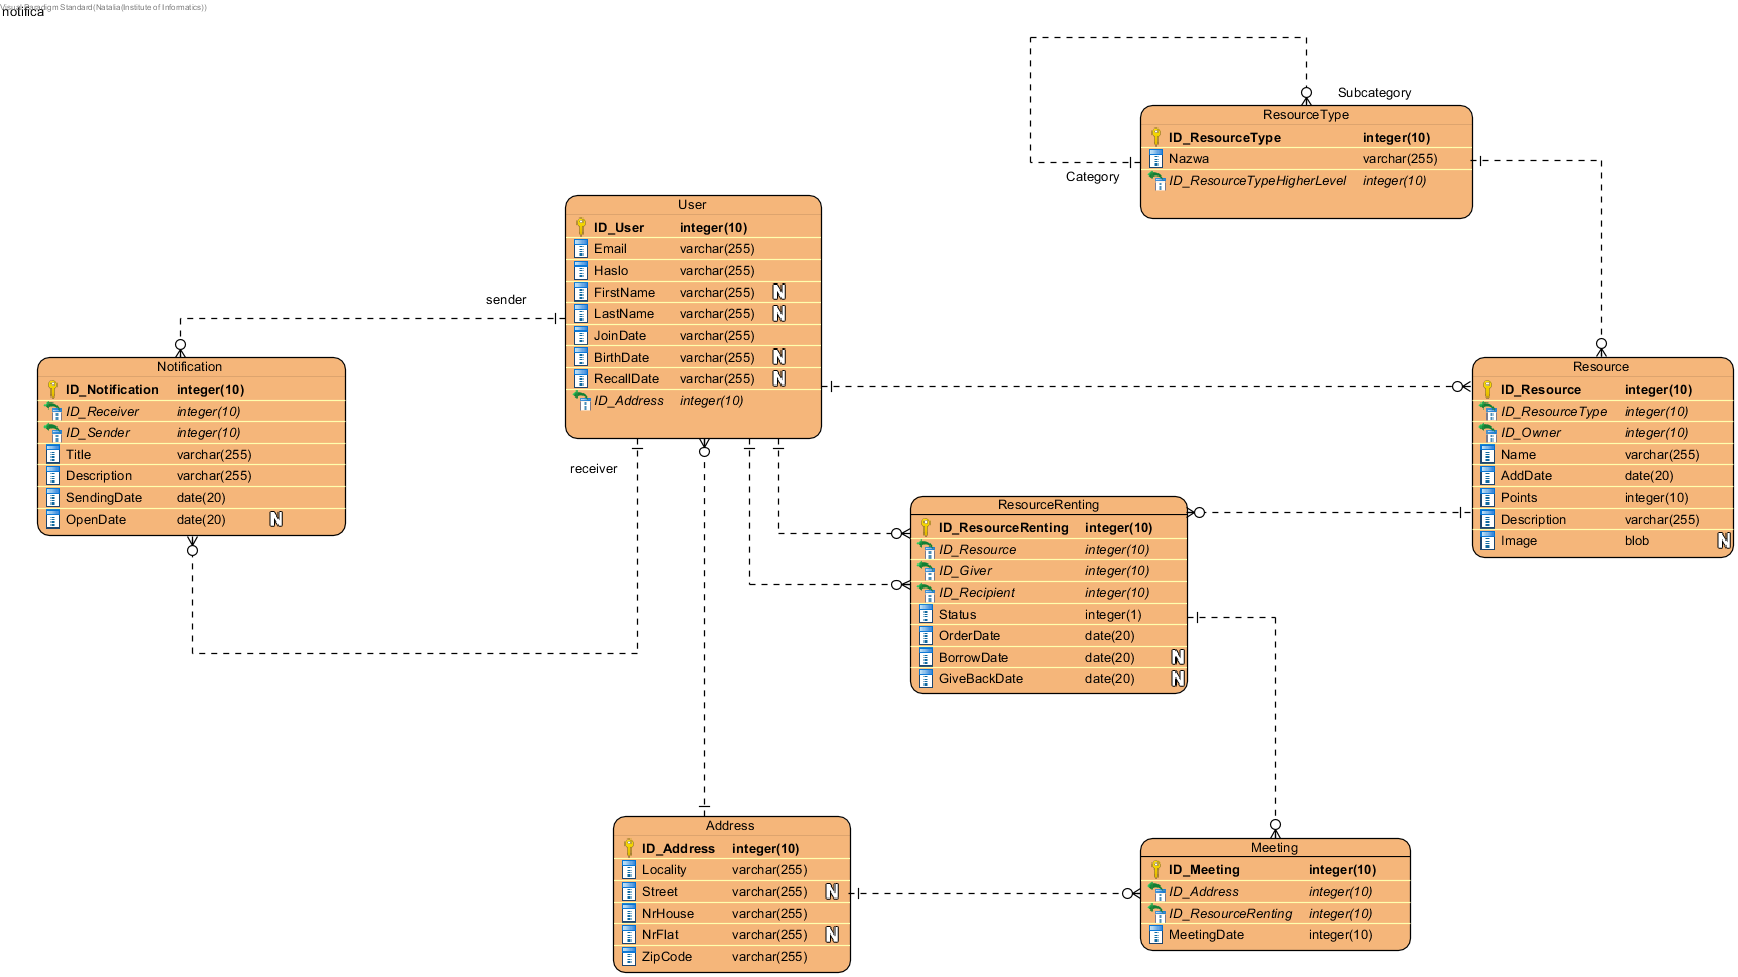 Visual Paradigm Standard(Natalia(Institute of Informatics))
notifica
Subcategory
Category
ResourceType
ID_ResourceType integer(10)
Nazwa varchar(255)
ID_ResourceTypeHigherLevel integer(10)
User
ID_User integer(10)
Email varchar(255)
Haslo varchar(255)
FirstName varchar(255) N
LastName varchar(255) N
JoinDate varchar(255)
BirthDate varchar(255) N
RecallDate varchar(255) N
ID_Address integer(10)
sender
receiver
Notification
ID_Notification integer(10)
ID_Receiver integer(10)
ID_Sender integer(10)
Title varchar(255)
Description varchar(255)
SendingDate date(20)
OpenDate date(20) N
Resource
ID_Resource integer(10)
ID_ResourceType integer(10)
ID_Owner integer(10)
Name varchar(255)
AddDate date(20)
Points integer(10)
Description varchar(255)
Image blob N
ResourceRenting
ID_ResourceRenting integer(10)
ID_Resource integer(10)
ID_Giver integer(10)
ID_Recipient integer(10)
Status integer(1)
OrderDate date(20)
BorrowDate date(20) N
GiveBackDate date(20) N
Address
ID_Address integer(10)
Locality varchar(255)
Street varchar(255) N
NrHouse varchar(255)
NrFlat varchar(255) N
ZipCode varchar(255)
Meeting
ID_Meeting integer(10)
ID_Address integer(10)
ID_ResourceRenting integer(10)
MeetingDate integer(10)